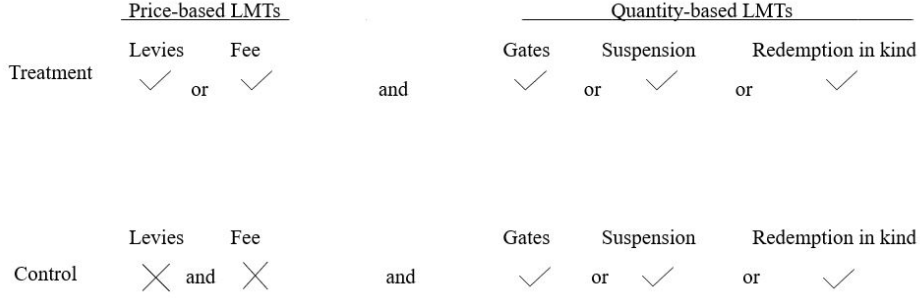 Price-based LMTs Quantity-based LMTs
Levies Fee Gates Suspension Redemption in kind
Treatment
or and or or
Levies Fee Gates Suspension Redemption in kind
Control and and or or